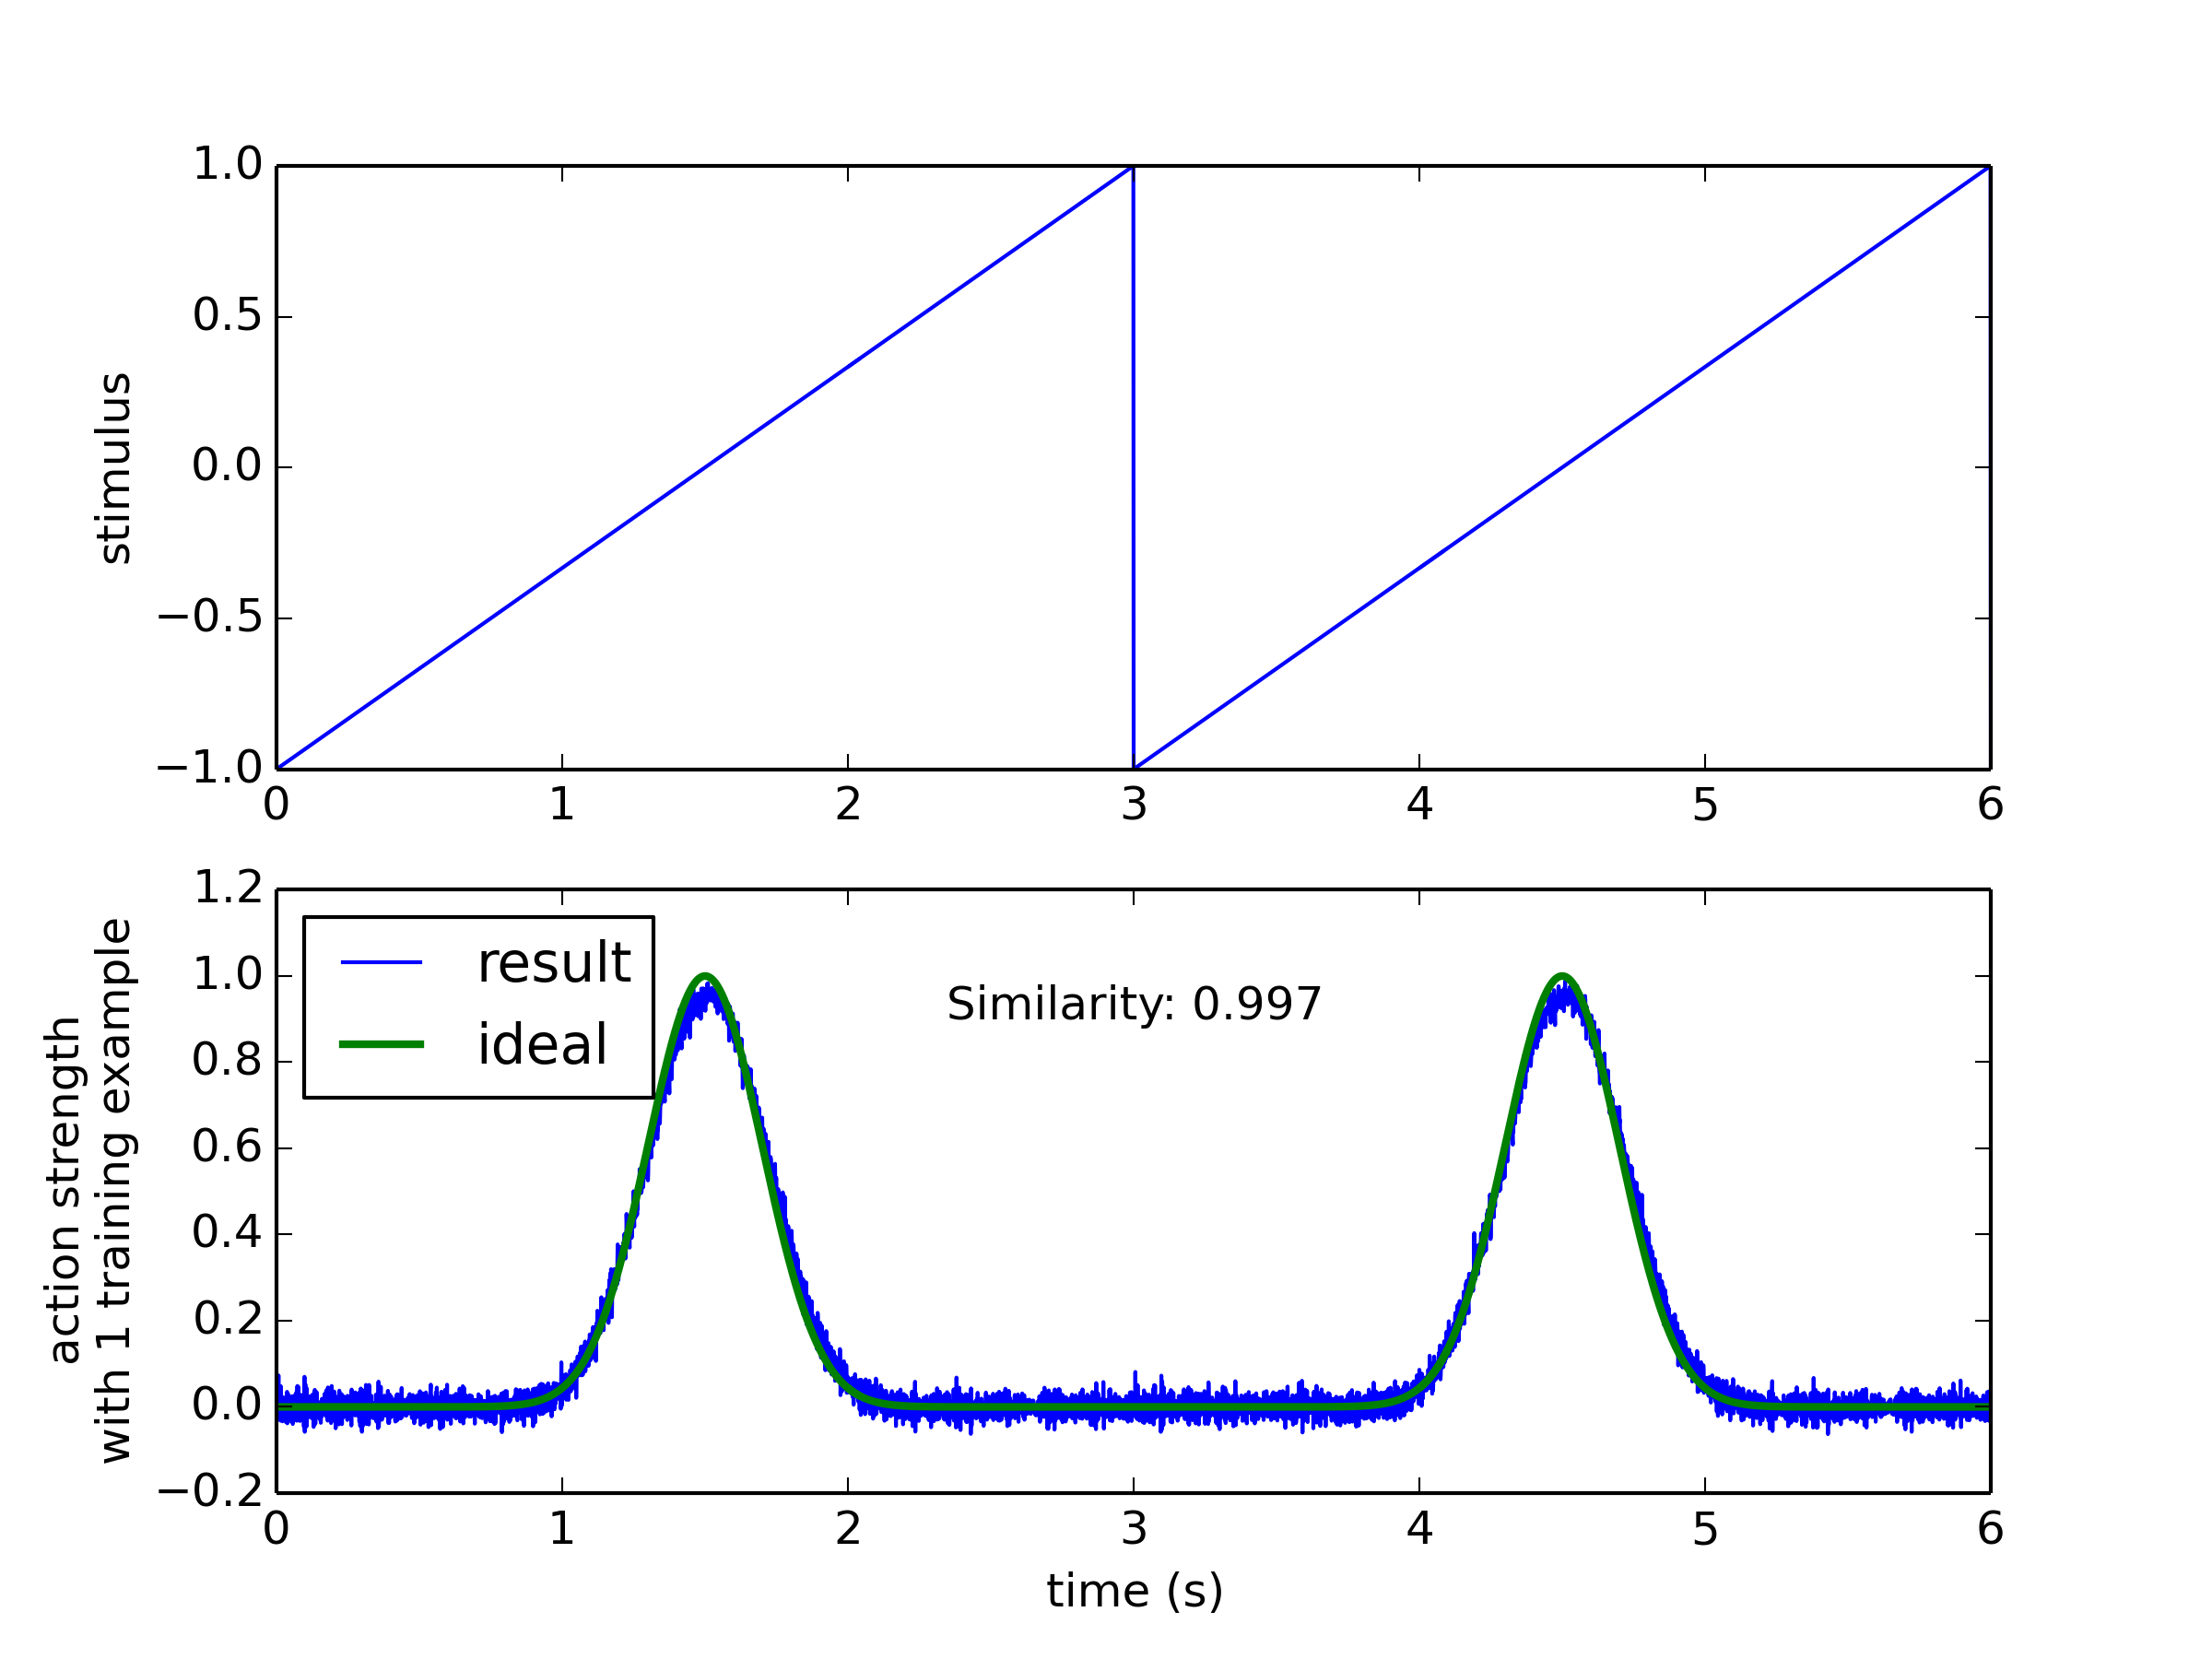 1.0
0.5
0.0
−0.5
−1.0
stimulus
0 1 2 3 4 5 6
1.2
1.0
0.8
0.6
0.4
0.2
0.0
−0.2
action strength
with 1 training example
result
ideal
Similarity: 0.997
0 1 2 3 4 5 6
time (s)